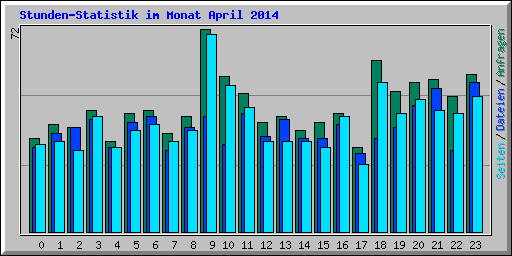 Stunden-Statistik im Monat April 2014
72
Seiten / Dateien / Anfragen
0 1 2 3 4 5 6 7 8 9 10 11 12 13 14 15 16 17 18 19 20 21 22 23